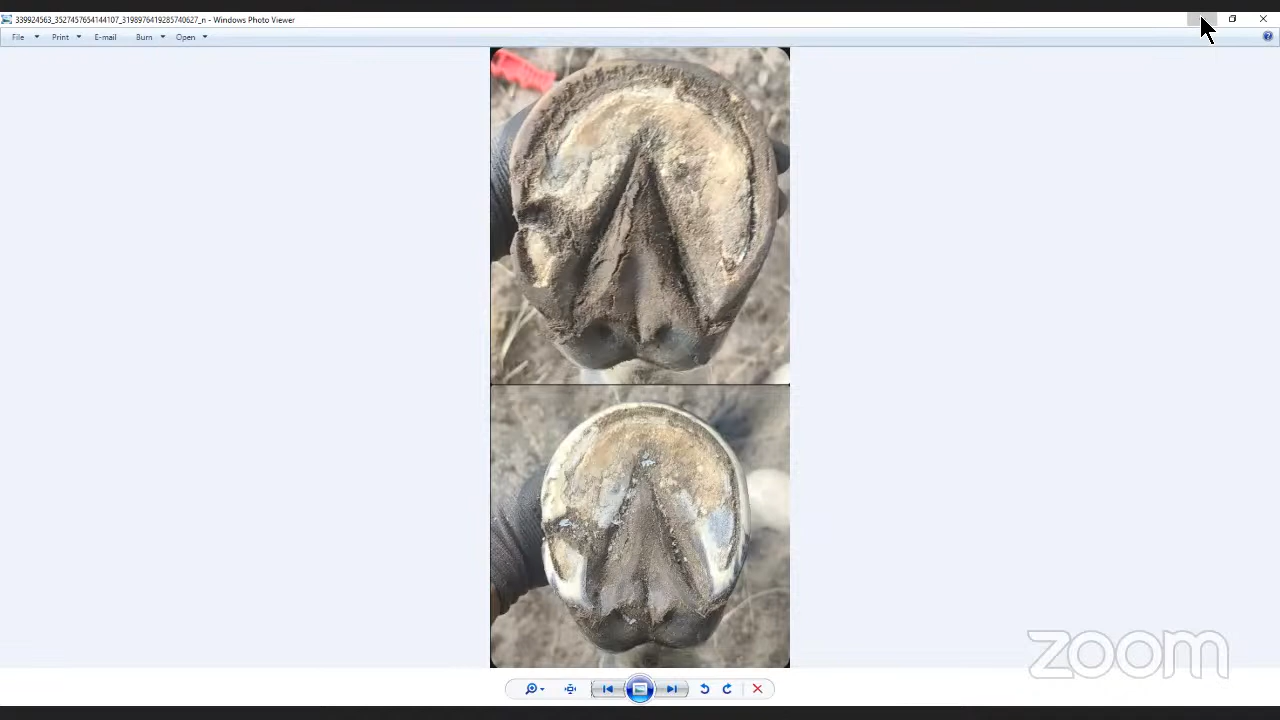 339924563_3527457654144107_3198976419285740627_n - Windows Photo Viewer
File Print E-mail Burn Open
zoom